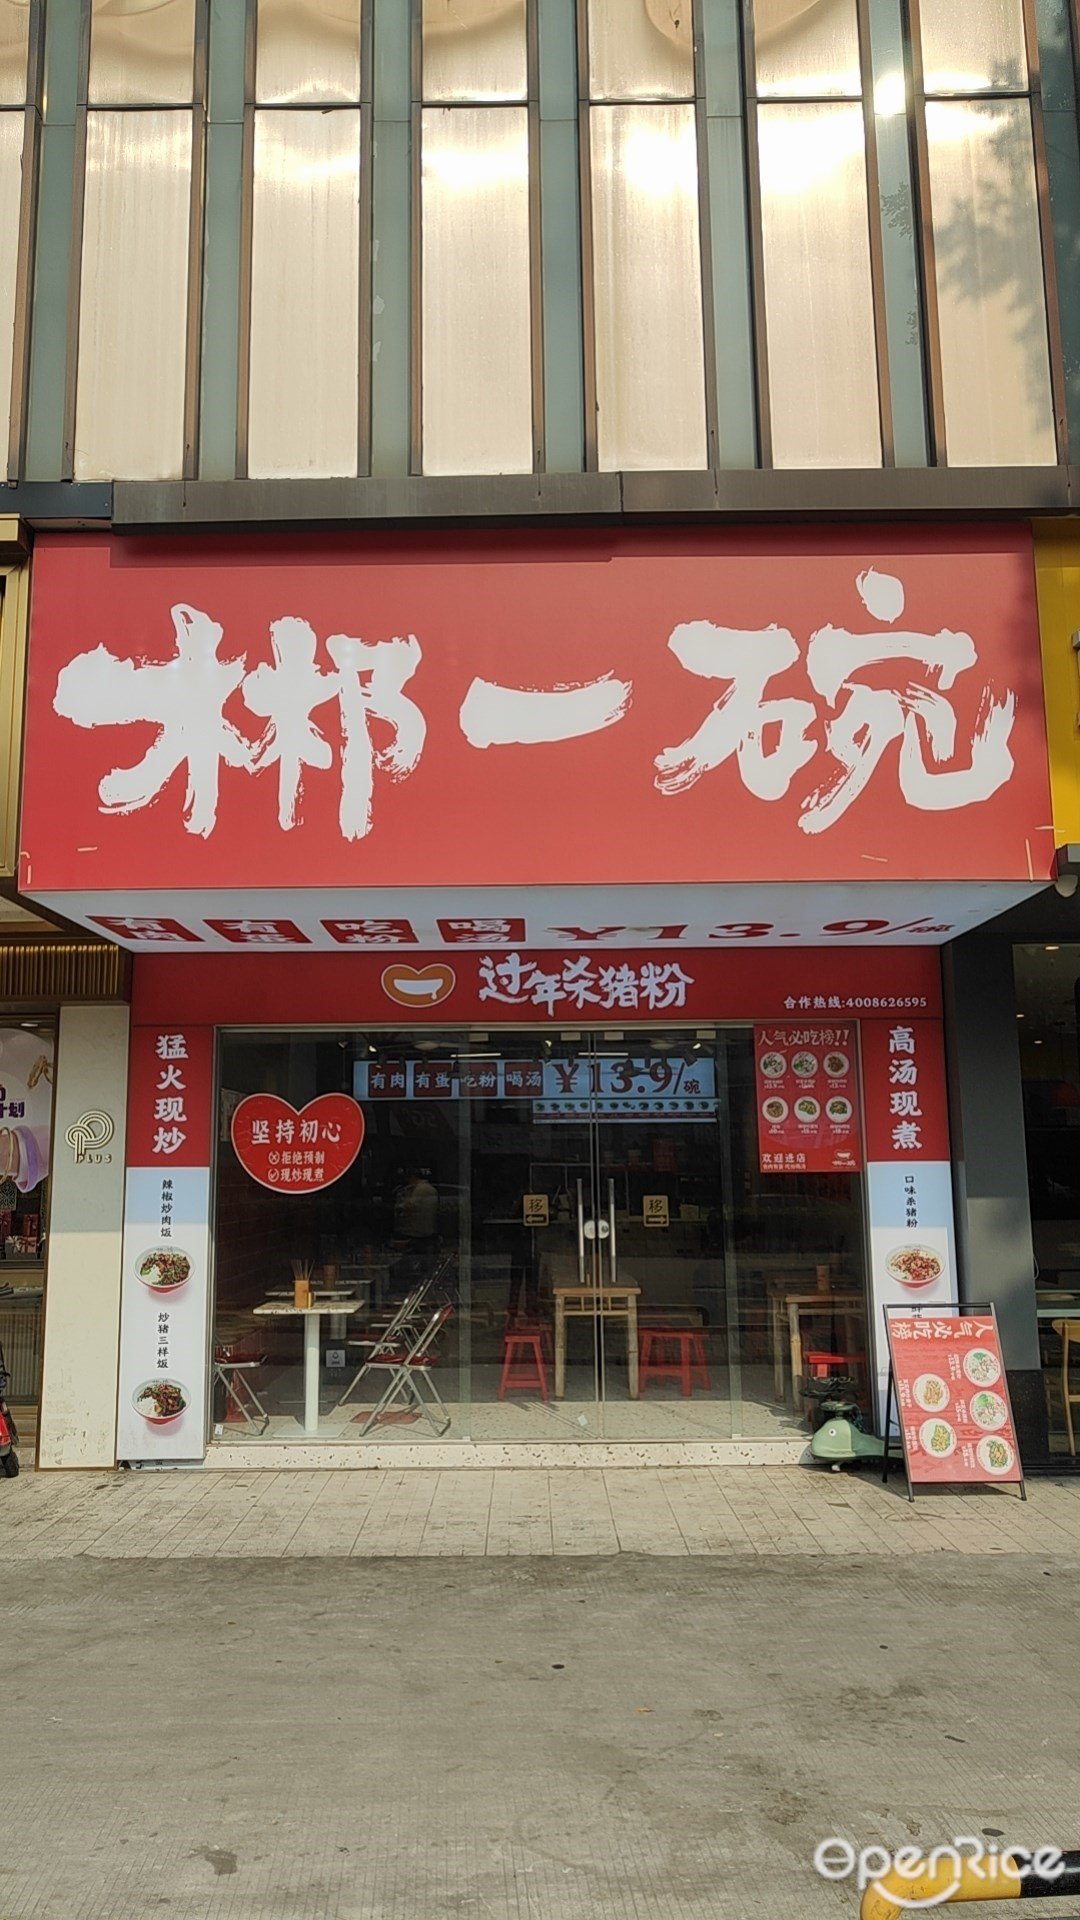 郴一碗
有肉 有蛋 吃粉 喝汤 ¥13.9/碗
过年杀猪粉
合作热线:4008626595
猛火现炒
高汤现煮
人气必吃榜!!
有肉 有蛋 吃粉 喝汤 ¥13.9/碗
坚持初心
拒绝预制
现炒现煮
欢迎进店
移
移
辣椒炒肉饭
炒猪三样饭
口味杀猪粉
人气必吃榜
PLUS
计划
OpenRice